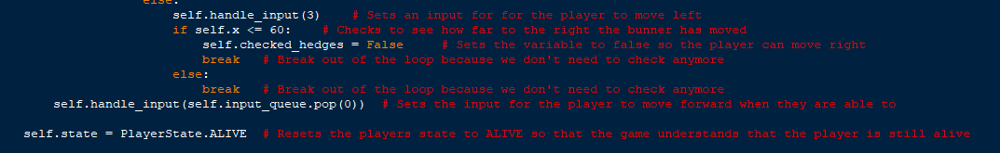 else:
self.handle_input(3) # Sets an input for for the player to move left
if self.x <= 60: # Checks to see how far to the right the bunner has moved
self.checked_hedges = False # Sets the variable to false so the player can move right
break # Break out of the loop because we don't need to check anymore
else:
break # Break out of the loop because we don't need to check anymore
self.handle_input(self.input_queue.pop(0)) # Sets the input for the player to move forward when they are able to
self.state = PlayerState.ALIVE # Resets the players state to ALIVE so that the game understands that the player is still alive